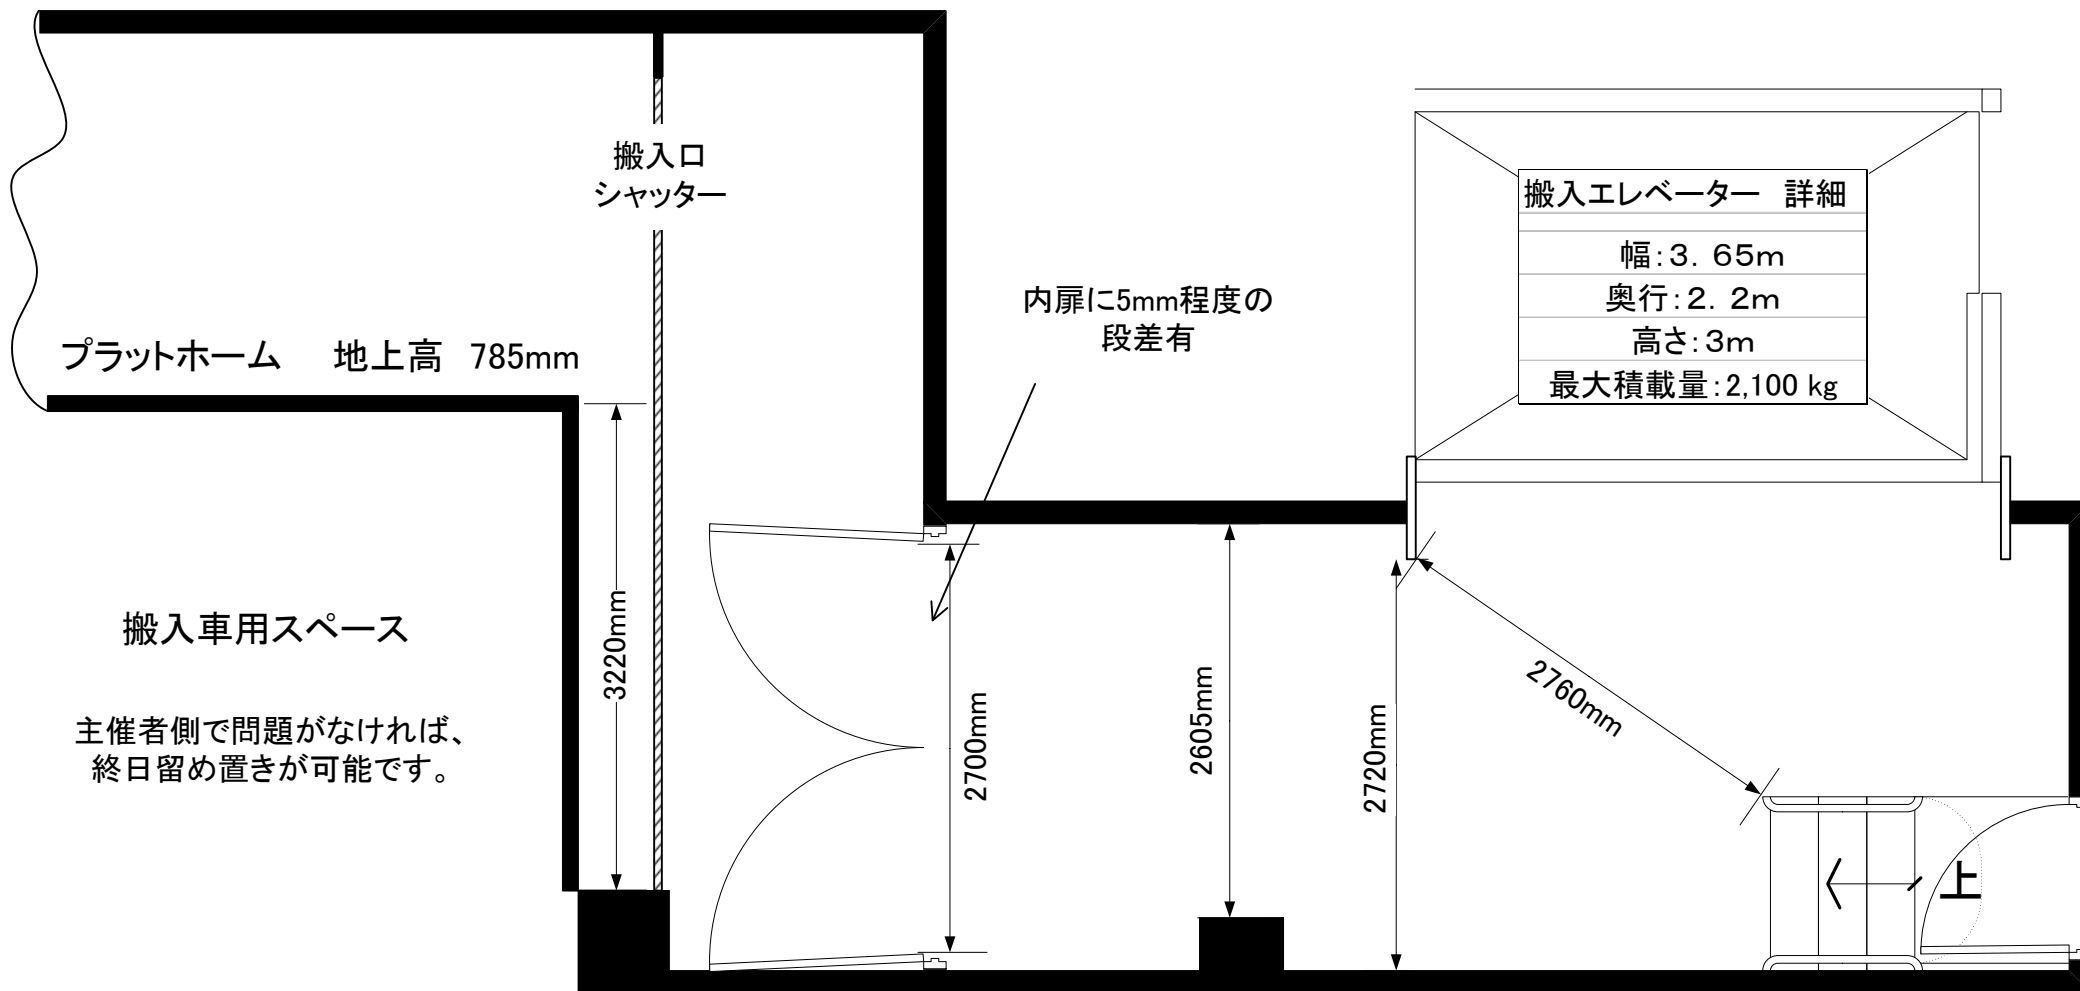 搬入口
シャッター
搬入エレベーター 詳細
幅:3．65m
奥行:2．2m
高さ:3m
最大積載量:2,100 kg
内扉に5mm程度の
段差有
プラットホーム 地上高 785mm
搬入車用スペース
主催者側で問題がなければ、
終日留め置きが可能です。
3220mm
2700mm
2605mm
2720mm
2760mm
上